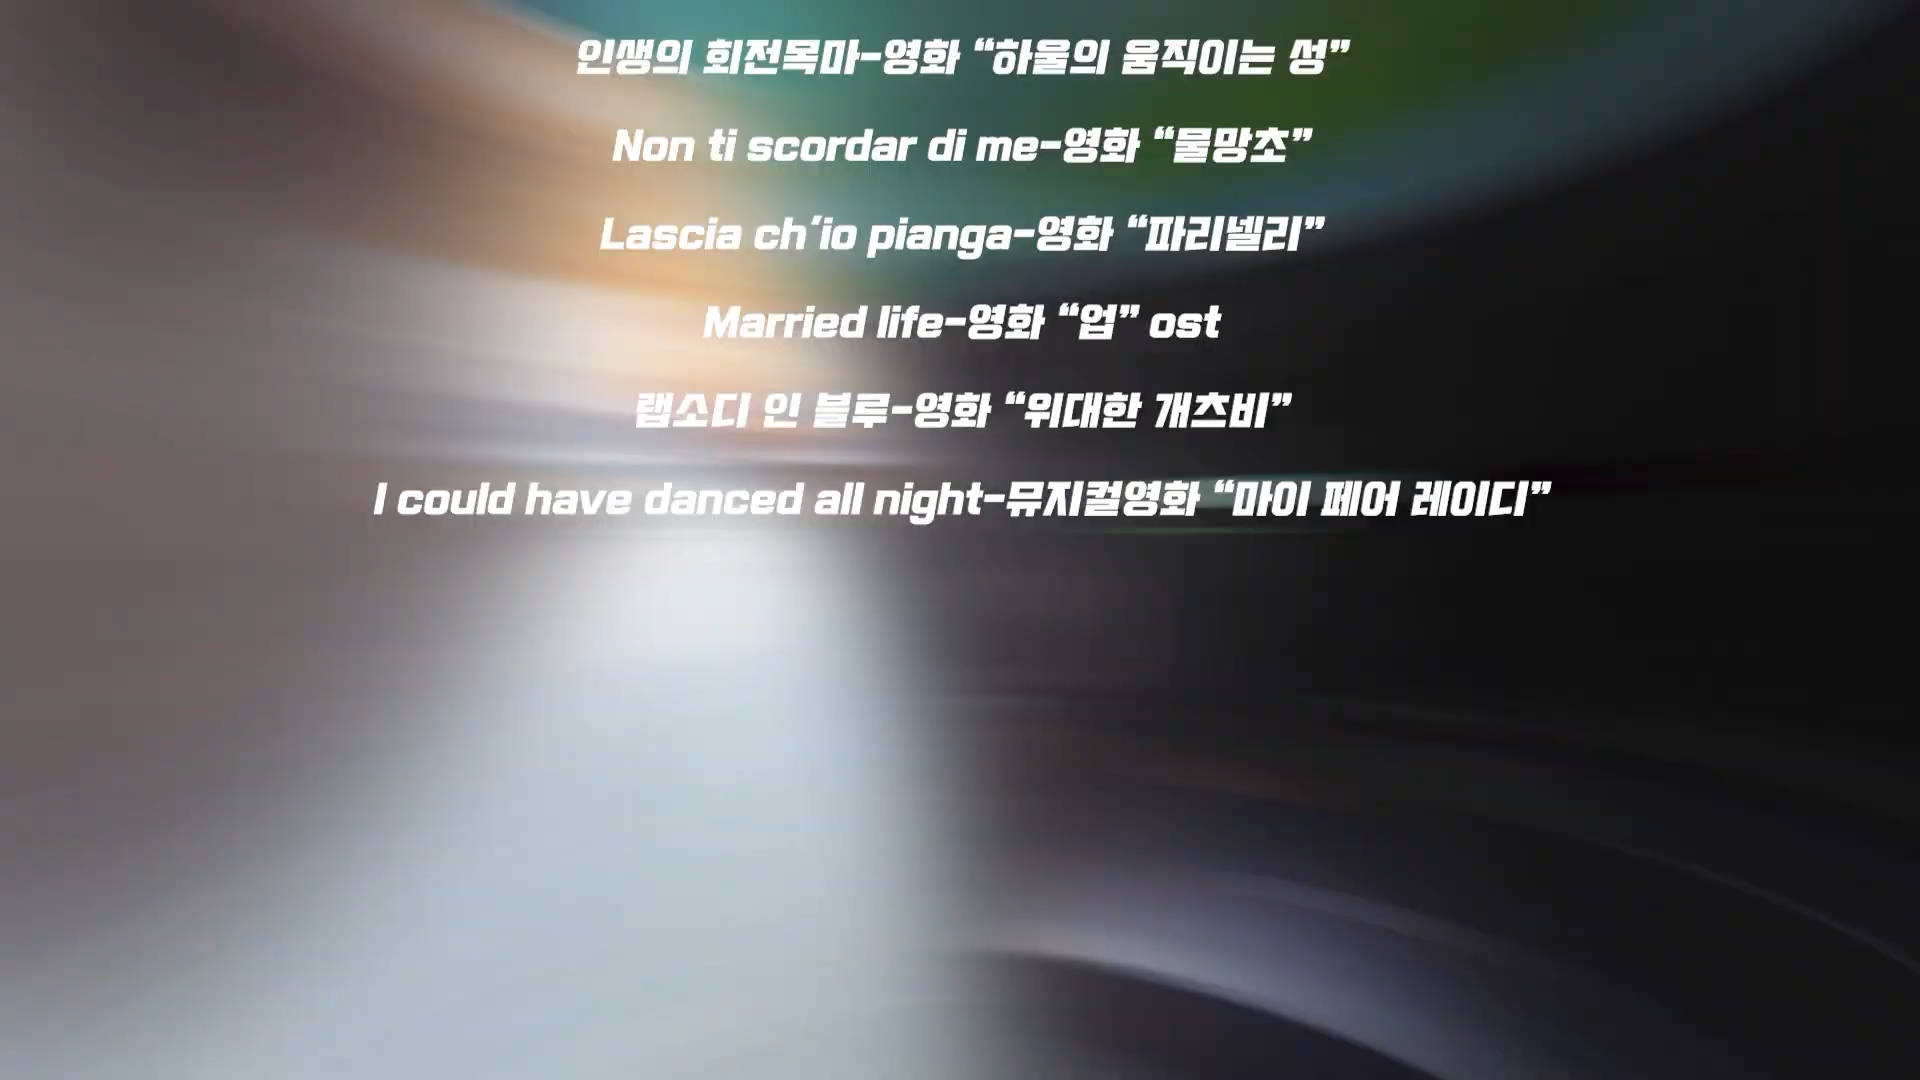 인생의 회전목마-영화 “하울의 움직이는 성”
Non ti scordar di me-영화 “물망초”
Lascia ch’io pianga-영화 “파리넬리”
Married life-영화 “업” ost
랩소디 인 블루-영화 “위대한 개츠비”
I could have danced all night-뮤지컬영화 “마이 페어 레이디”